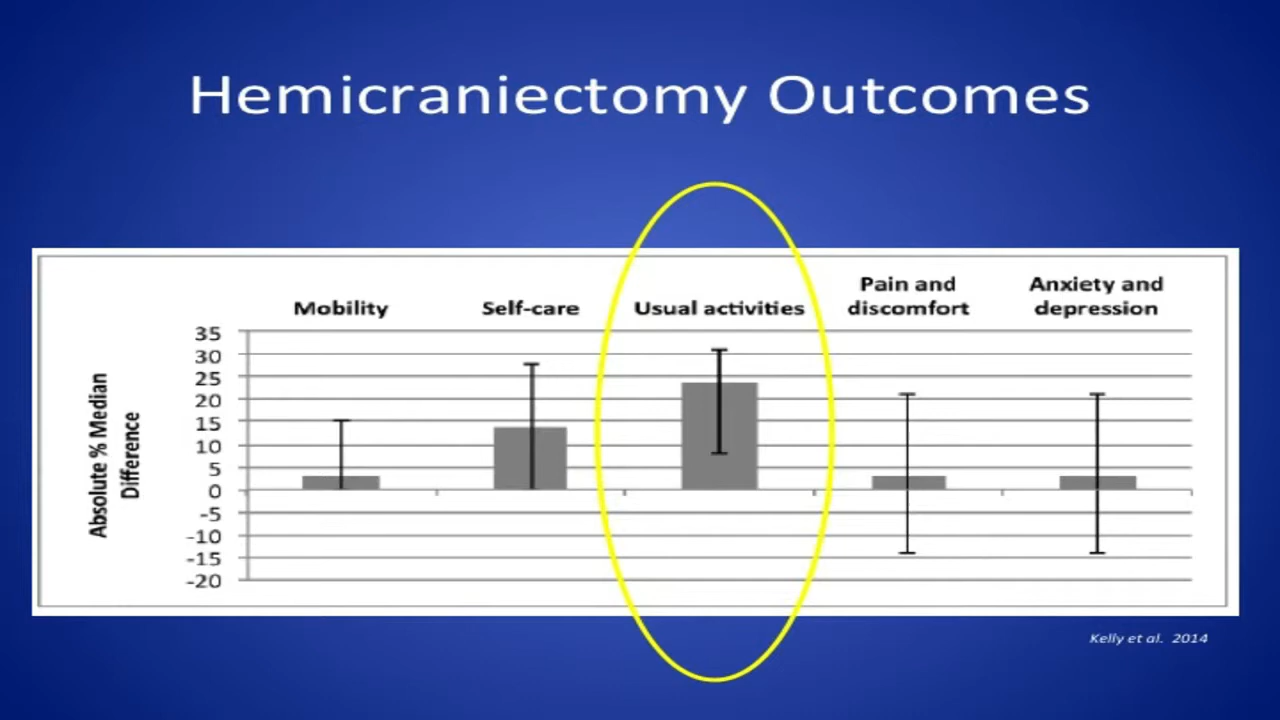 Hemicraniectomy Outcomes
Mobility
Self-care
Usual activities
Pain and
discomfort
Anxiety and
depression
Absolute % Median
Difference
35
30
25
20
15
10
5
0
-5
-10
-15
-20
Kelly et al. 2014